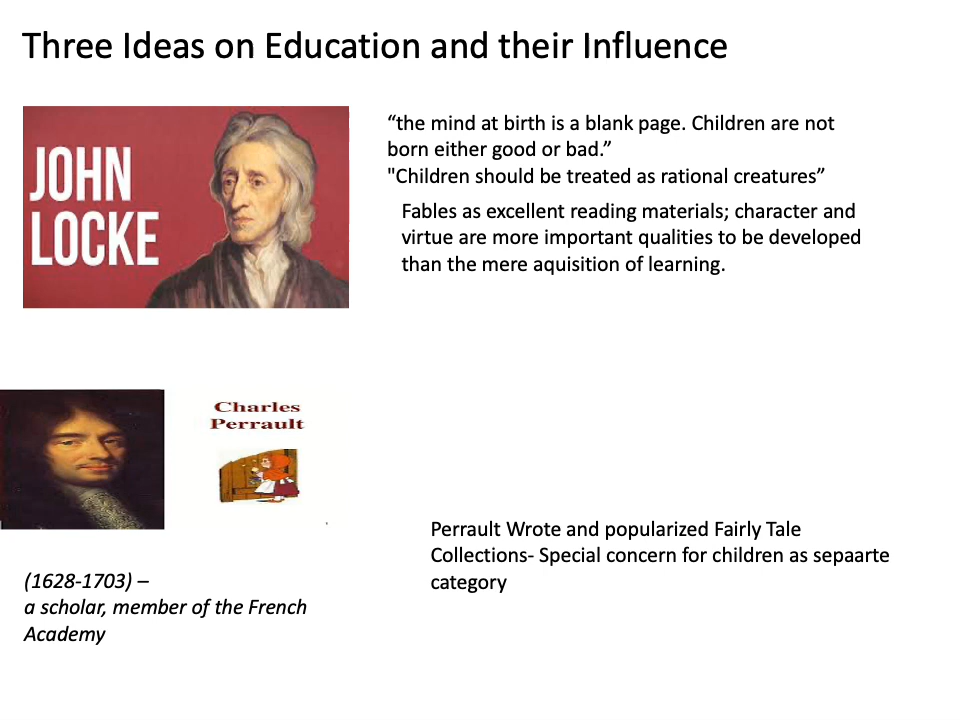 Three Ideas on Education and their Influence
JOHN
LOCKE
“the mind at birth is a blank page. Children are not
born either good or bad.”
"Children should be treated as rational creatures”
Fables as excellent reading materials; character and
virtue are more important qualities to be developed
than the mere aquisition of learning.
Charles
Perrault
(1628-1703) –
a scholar, member of the French
Academy
Perrault Wrote and popularized Fairly Tale
Collections- Special concern for children as sepaarte
category